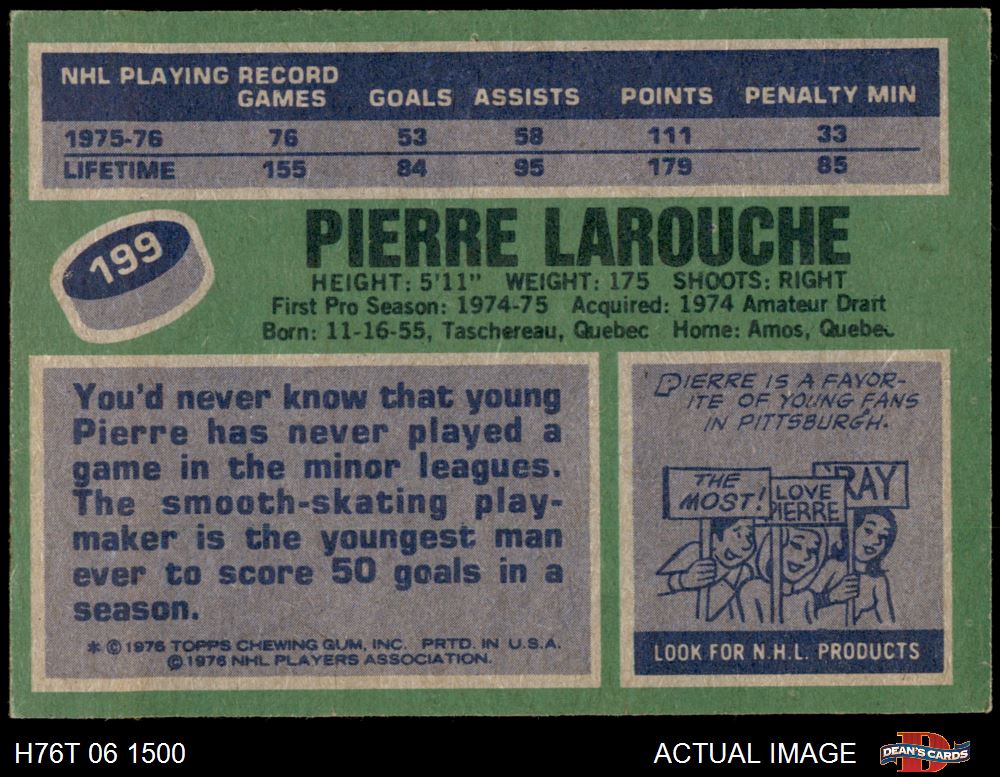 NHL PLAYING RECORD
GAMES GOALS ASSISTS POINTS PENALTY MIN
1975-76 76 53 58 111 33
LIFETIME 155 84 95 179 85
199
PIERRE LAROUCHE
HEIGHT: 5'11" WEIGHT: 175 SHOOTS: RIGHT
First Pro Season: 1974-75 Acquired: 1974 Amateur Draft
Born: 11-16-55, Taschereau, Quebec Home: Amos, Quebec
You'd never know that young
Pierre has never played a
game in the minor leagues.
The smooth-skating play-
maker is the youngest man
ever to score 50 goals in a
season.
* © 1976 TOPPS CHEWING GUM, INC. PRTD. IN U.S.A.
© 1976 NHL PLAYERS ASSOCIATION.
PIERRE IS A FAVOR-
ITE OF YOUNG FANS
IN PITTSBURGH.
THE
MOST!
LOVE
PIERRE
RAY
LOOK FOR N.H.L. PRODUCTS
H76T 06 1500
ACTUAL IMAGE
D
DEAN'S CARDS